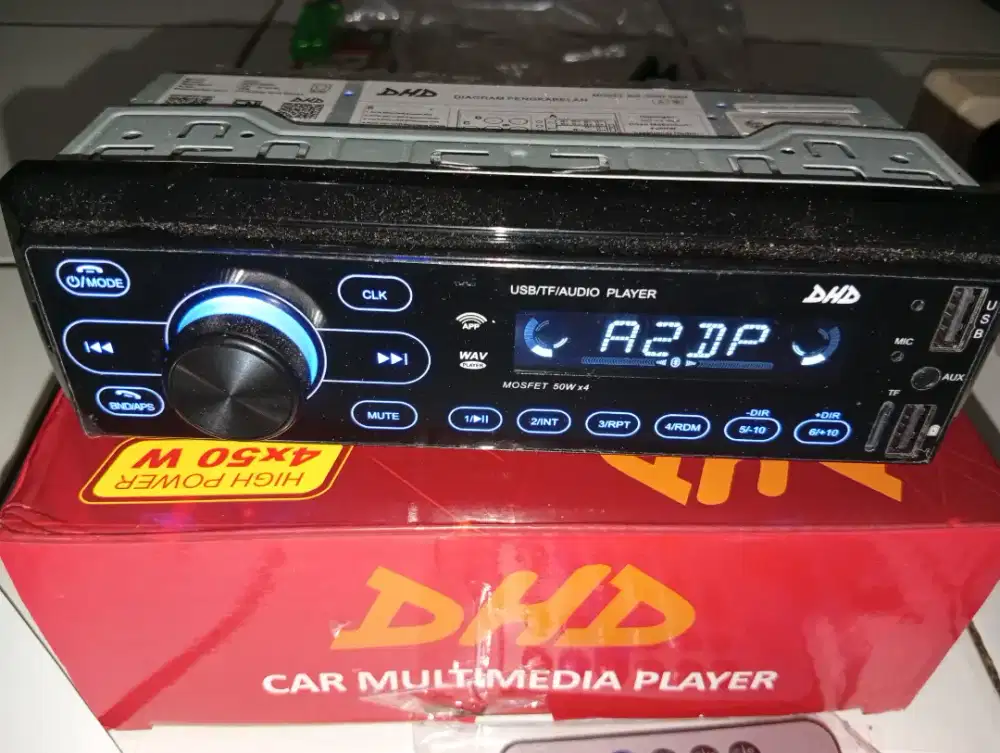 DHD
DIAGRAM PENGKABELAN
⏻/MODE
CLK
BND/APS
MUTE
APP
WAV
PLAYER
USB/TF/AUDIO PLAYER
DHD
A2DP
MOSFET 50Wx4
1/▶II
2/INT
3/RPT
4/RDM
-DIR
5/-10
+DIR
6/+10
MIC
USB
AUX
TF
HIGH POWER
4x50 W
DHD
CAR MULTIMEDIA PLAYER